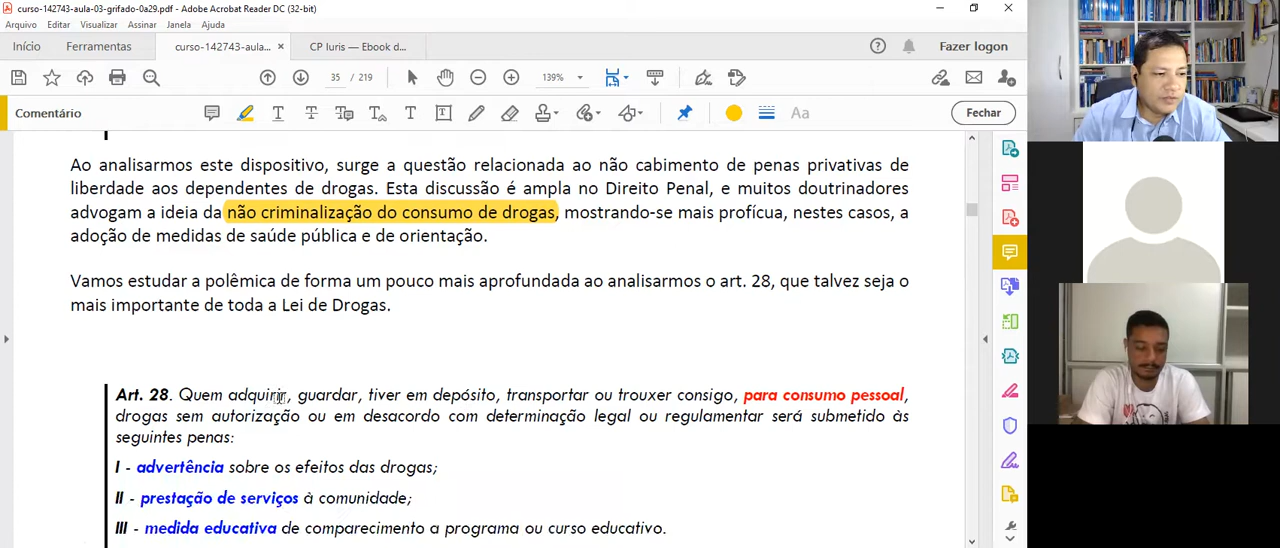 curso-142743-aula-03-grifado-0a29.pdf - Adobe Acrobat Reader DC (32-bit)
Arquivo Editar Visualizar Assinar Janela Ajuda
Início Ferramentas curso-142743-aula... × CP Iuris — Ebook d... Fazer logon
35 / 219 139%
Comentário Aa Fechar
Ao analisarmos este dispositivo, surge a questão relacionada ao não cabimento de penas privativas de
liberdade aos dependentes de drogas. Esta discussão é ampla no Direito Penal, e muitos doutrinadores
advogam a ideia da não criminalização do consumo de drogas, mostrando-se mais profícua, nestes casos, a
adoção de medidas de saúde pública e de orientação.
Vamos estudar a polêmica de forma um pouco mais aprofundada ao analisarmos o art. 28, que talvez seja o
mais importante de toda a Lei de Drogas.
Art. 28. Quem adquirir, guardar, tiver em depósito, transportar ou trouxer consigo, para consumo pessoal,
drogas sem autorização ou em desacordo com determinação legal ou regulamentar será submetido às
seguintes penas:
I - advertência sobre os efeitos das drogas;
II - prestação de serviços à comunidade;
III - medida educativa de comparecimento a programa ou curso educativo.